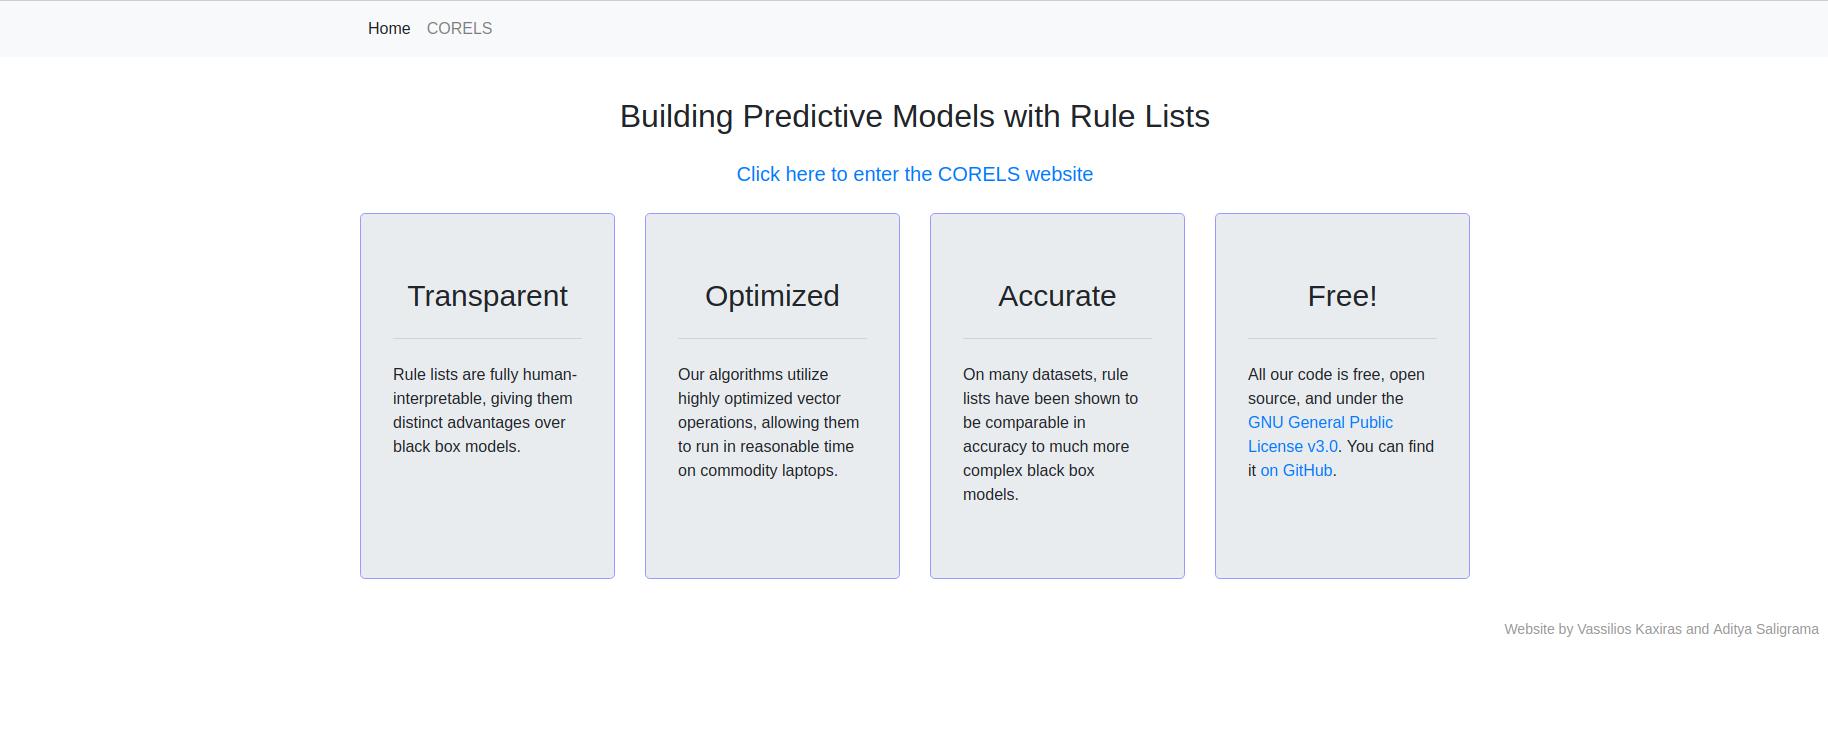 Home CORELS
Building Predictive Models with Rule Lists
Click here to enter the CORELS website
Transparent
Rule lists are fully human-
interpretable, giving them
distinct advantages over
black box models.
Optimized
Our algorithms utilize
highly optimized vector
operations, allowing them
to run in reasonable time
on commodity laptops.
Accurate
On many datasets, rule
lists have been shown to
be comparable in
accuracy to much more
complex black box
models.
Free!
All our code is free, open
source, and under the
GNU General Public
License v3.0. You can find
it on GitHub.
Website by Vassilios Kaxiras and Aditya Saligrama